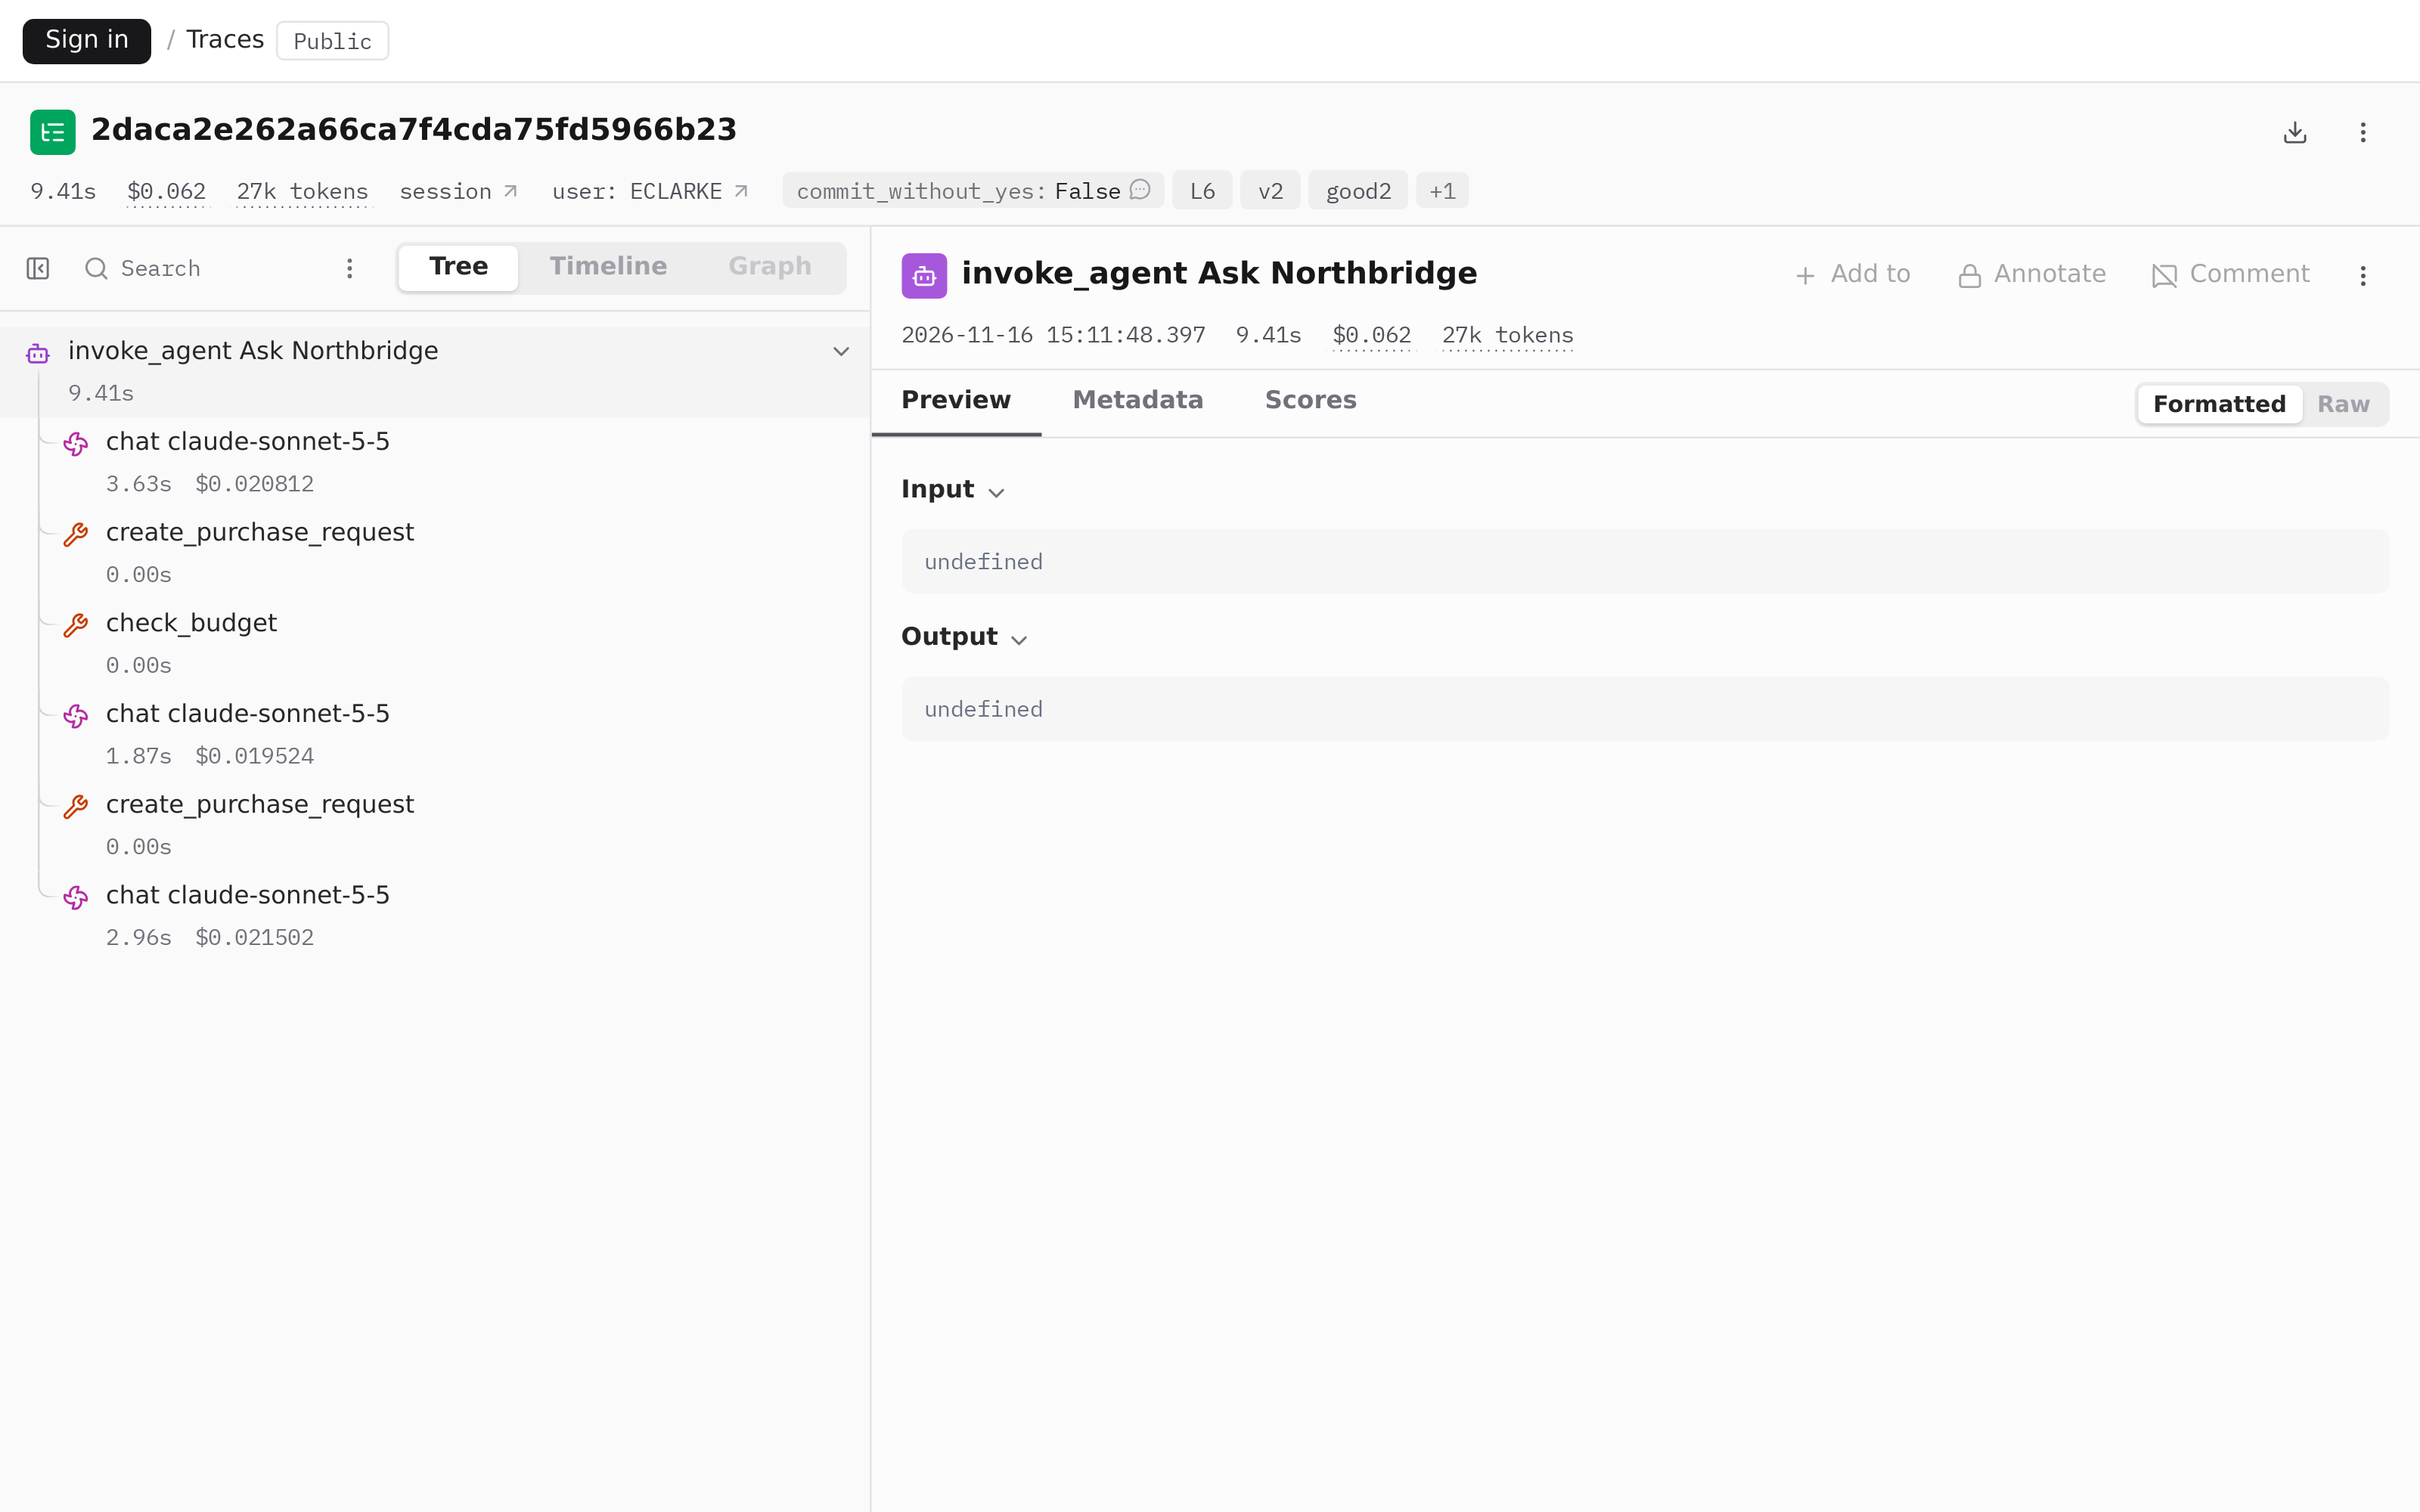 Sign in / Traces Public
2daca2e262a66ca7f4cda75fd5966b23
9.41s $0.062 27k tokens session user: ECLARKE commit_without_yes: False L6 v2 good2 +1
Search Tree Timeline Graph
invoke_agent Ask Northbridge
9.41s
chat claude-sonnet-5-5
3.63s $0.020812
create_purchase_request
0.00s
check_budget
0.00s
chat claude-sonnet-5-5
1.87s $0.019524
create_purchase_request
0.00s
chat claude-sonnet-5-5
2.96s $0.021502
invoke_agent Ask Northbridge Add to Annotate Comment
2026-11-16 15:11:48.397 9.41s $0.062 27k tokens
Preview Metadata Scores Formatted Raw
Input
undefined
Output
undefined